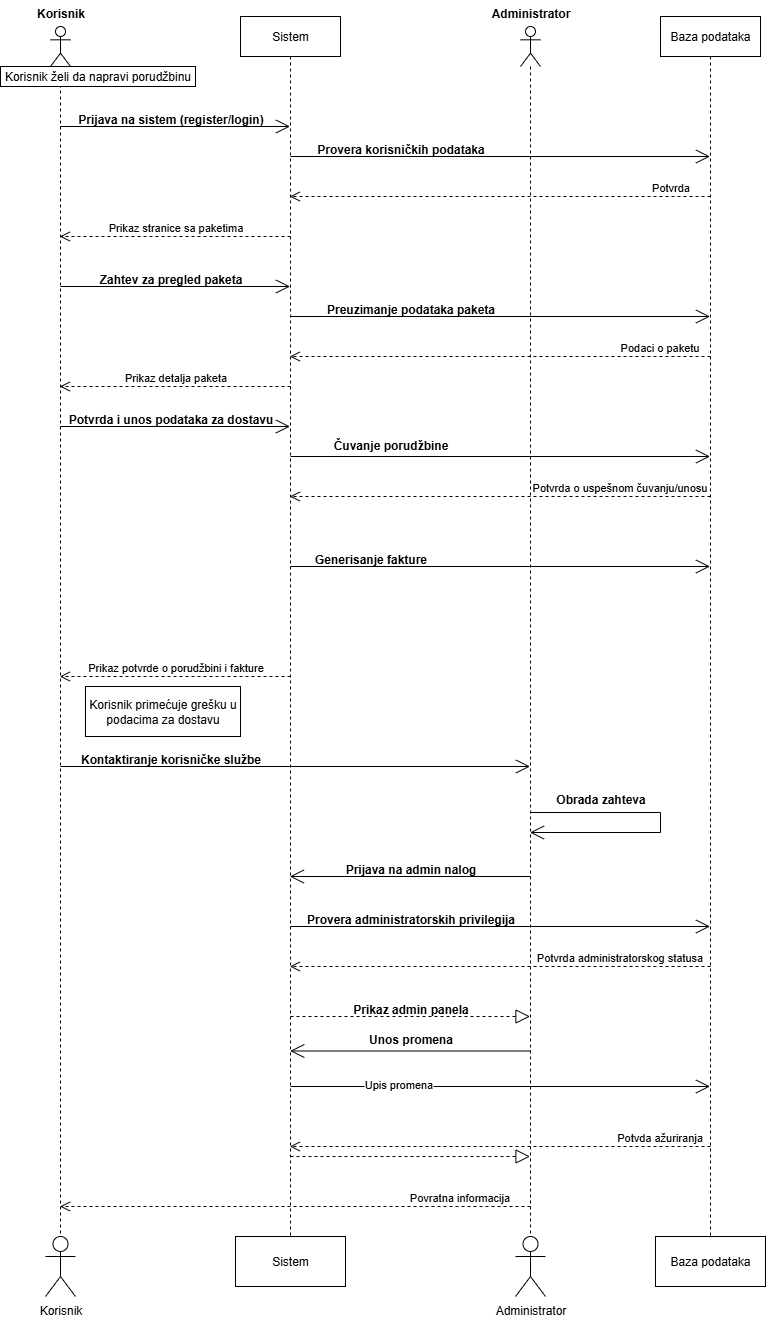 Korisnik
Sistem
Administrator
Baza podataka
Korisnik želi da napravi porudžbinu
Prijava na sistem (register/login)
Provera korisničkih podataka
Potvrda
Prikaz stranice sa paketima
Zahtev za pregled paketa
Preuzimanje podataka paketa
Podaci o paketu
Prikaz detalja paketa
Potvrda i unos podataka za dostavu
Čuvanje porudžbine
Potvrda o uspešnom čuvanju/unosu
Generisanje fakture
Prikaz potvrde o porudžbini i fakture
Korisnik primećuje grešku u
podacima za dostavu
Kontaktiranje korisničke službe
Obrada zahteva
Prijava na admin nalog
Provera administratorskih privilegija
Potvrda administratorskog statusa
Prikaz admin panela
Unos promena
Upis promena
Potvda ažuriranja
Povratna informacija
Korisnik
Sistem
Administrator
Baza podataka